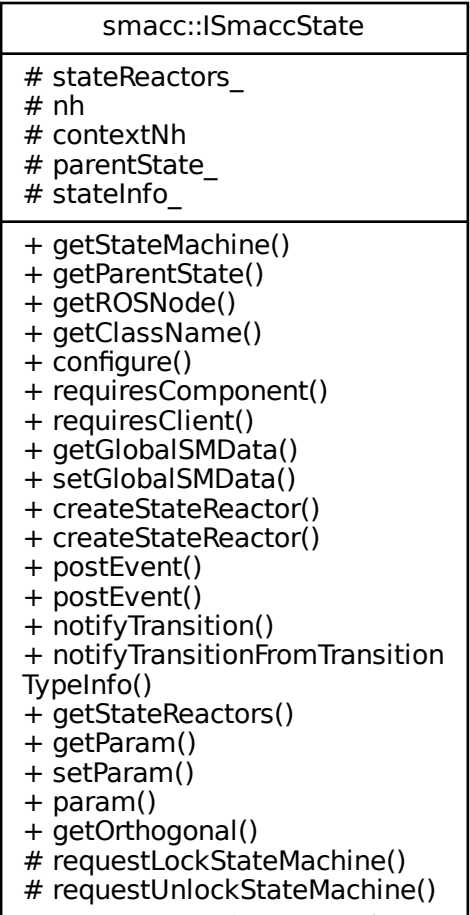 smacc::ISmaccState
# stateReactors_
# nh
# contextNh
# parentState_
# stateInfo_
+ getStateMachine()
+ getParentState()
+ getROSNode()
+ getClassName()
+ configure()
+ requiresComponent()
+ requiresClient()
+ getGlobalSMData()
+ setGlobalSMData()
+ createStateReactor()
+ createStateReactor()
+ postEvent()
+ postEvent()
+ notifyTransition()
+ notifyTransitionFromTransition
TypeInfo()
+ getStateReactors()
+ getParam()
+ setParam()
+ param()
+ getOrthogonal()
# requestLockStateMachine()
# requestUnlockStateMachine()